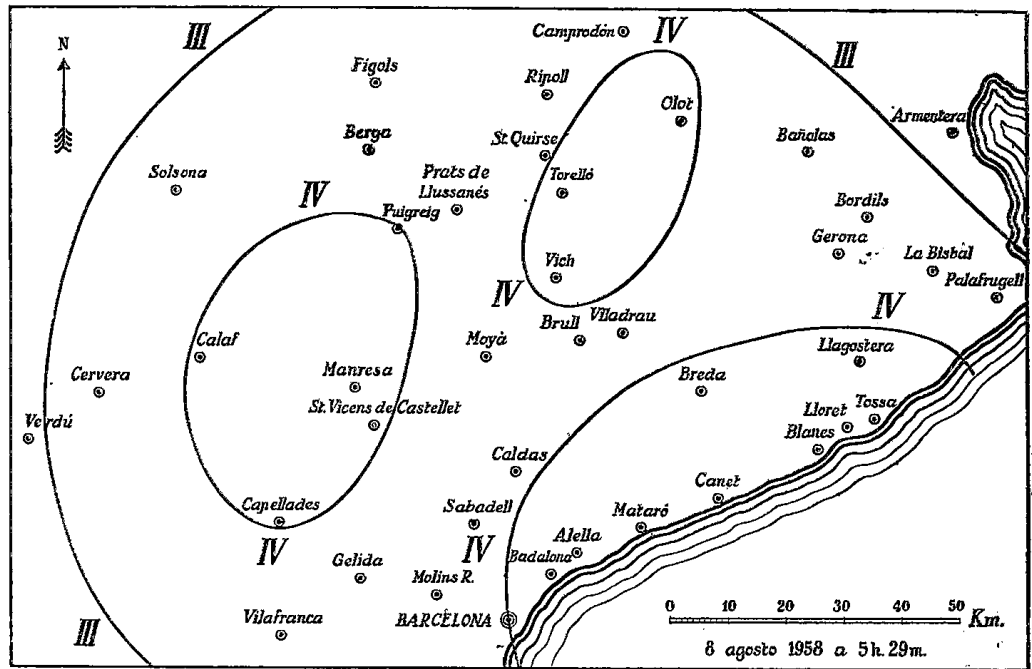 III
N
Camprodón
IV
III
Figols
Ripoll
Olot
Armentera
Berga
St. Quirse
Bañolas
Solsona
Prats de
Llussanés
Torelló
IV
Puigreig
Bordils
Gerona
Vich
La Bisbal
Palafrugell
IV
IV
Brull
Viladrau
Calaf
Moyà
Llagostera
Cervera
Manresa
Breda
Verdú
St. Vicens de Castellet
Lloret
Tossa
Blanes
Caldas
Capellades
Sabadell
Canet
Mataró
IV
IV
Alella
Gelida
Badalona
Molins R.
Vilafranca
BARCELONA
0 10 20 30 40 50 Km.
III
8 agosto 1958 a 5h. 29m.